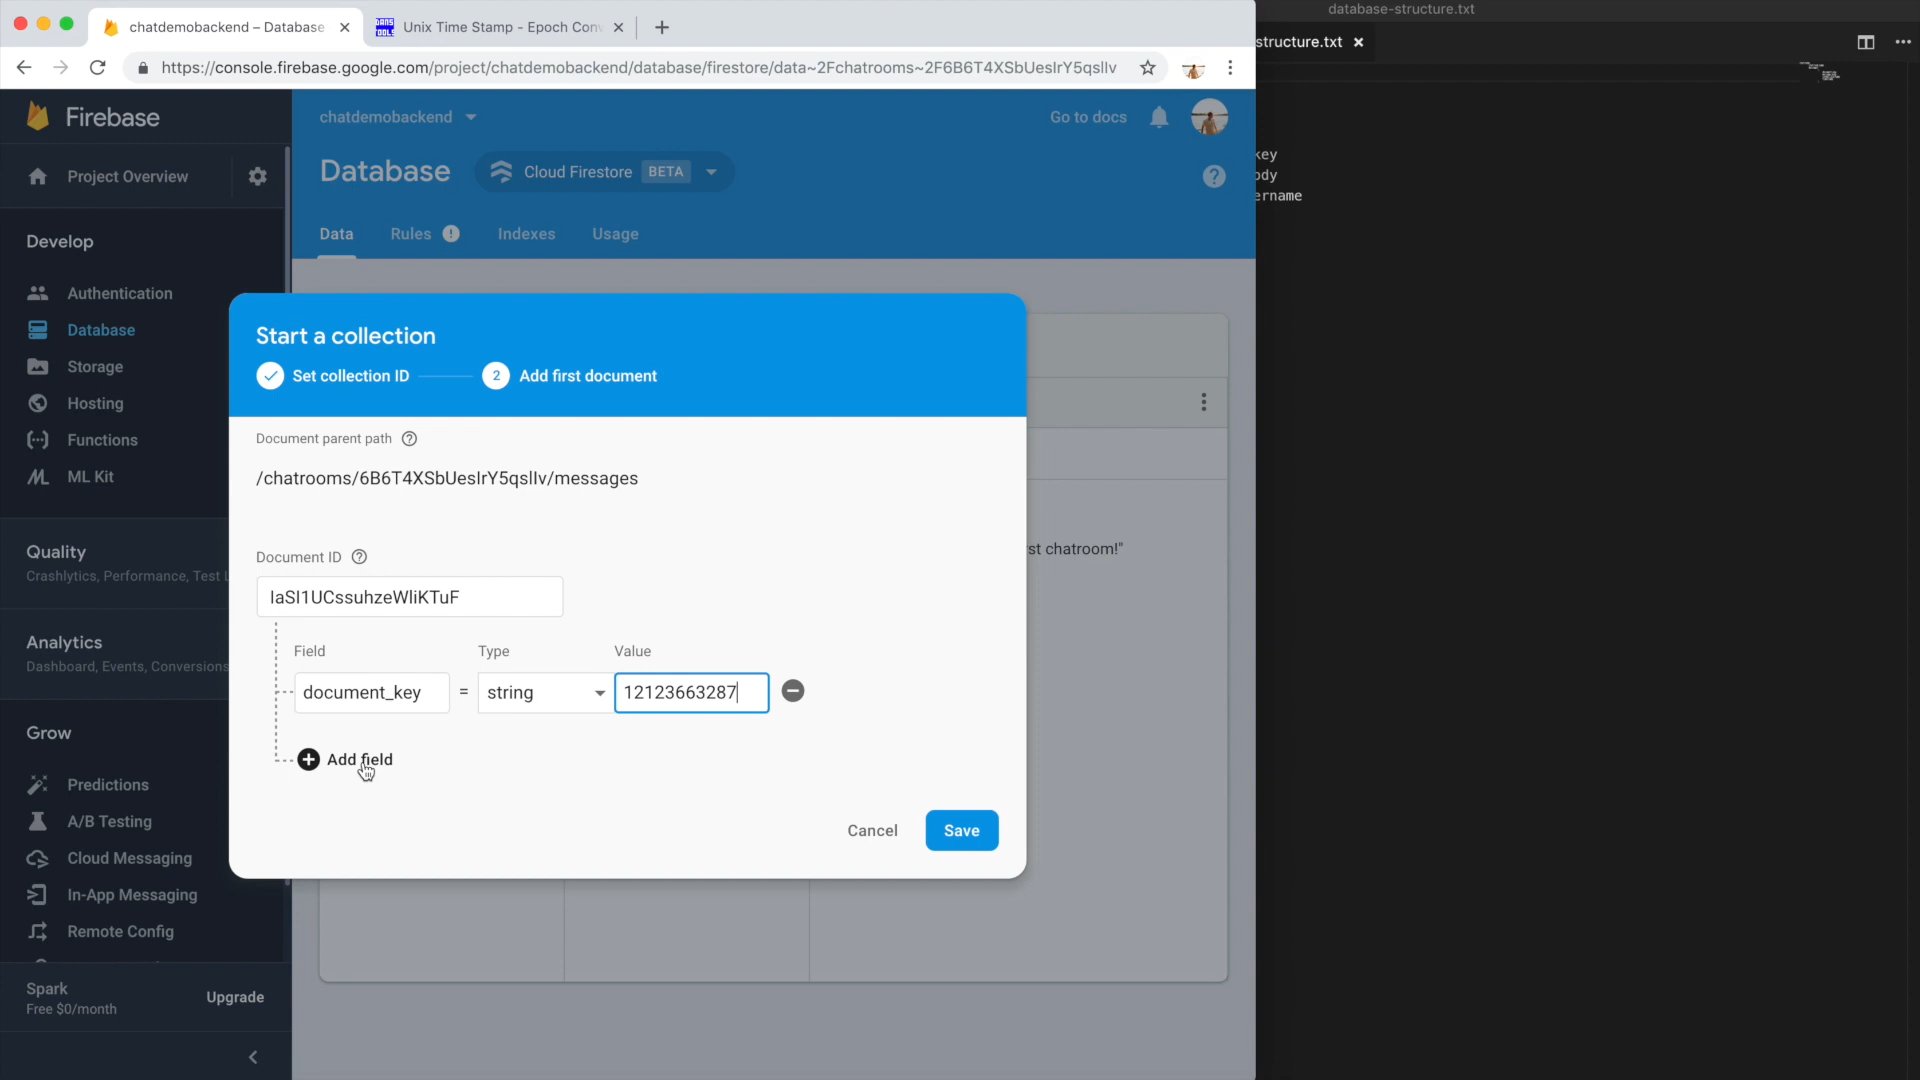 database-structure.txt
chatdemobackend – Database
Unix Time Stamp - Epoch Conv
structure.txt
https://console.firebase.google.com/project/chatdemobackend/database/firestore/data~2Fchatrooms~2F6B6T4XSbUesIrY5qslIv
Firebase
chatdemobackend
Go to docs
Project Overview
Database
Cloud Firestore
BETA
Data
Rules
Indexes
Usage
key
ody
ername
Develop
Authentication
Database
Storage
Hosting
Functions
ML Kit
Quality
Crashlytics, Performance, Test L
Analytics
Dashboard, Events, Conversions
Grow
Predictions
A/B Testing
Cloud Messaging
In-App Messaging
Remote Config
Spark
Free $0/month
Upgrade
Start a collection
Set collection ID
2
Add first document
Document parent path
/chatrooms/6B6T4XSbUesIrY5qslIv/messages
Document ID
IaSI1UCssuhzeWliKTuF
Field
Type
Value
document_key
=
string
12123663287
Add field
Cancel
Save
st chatroom!"